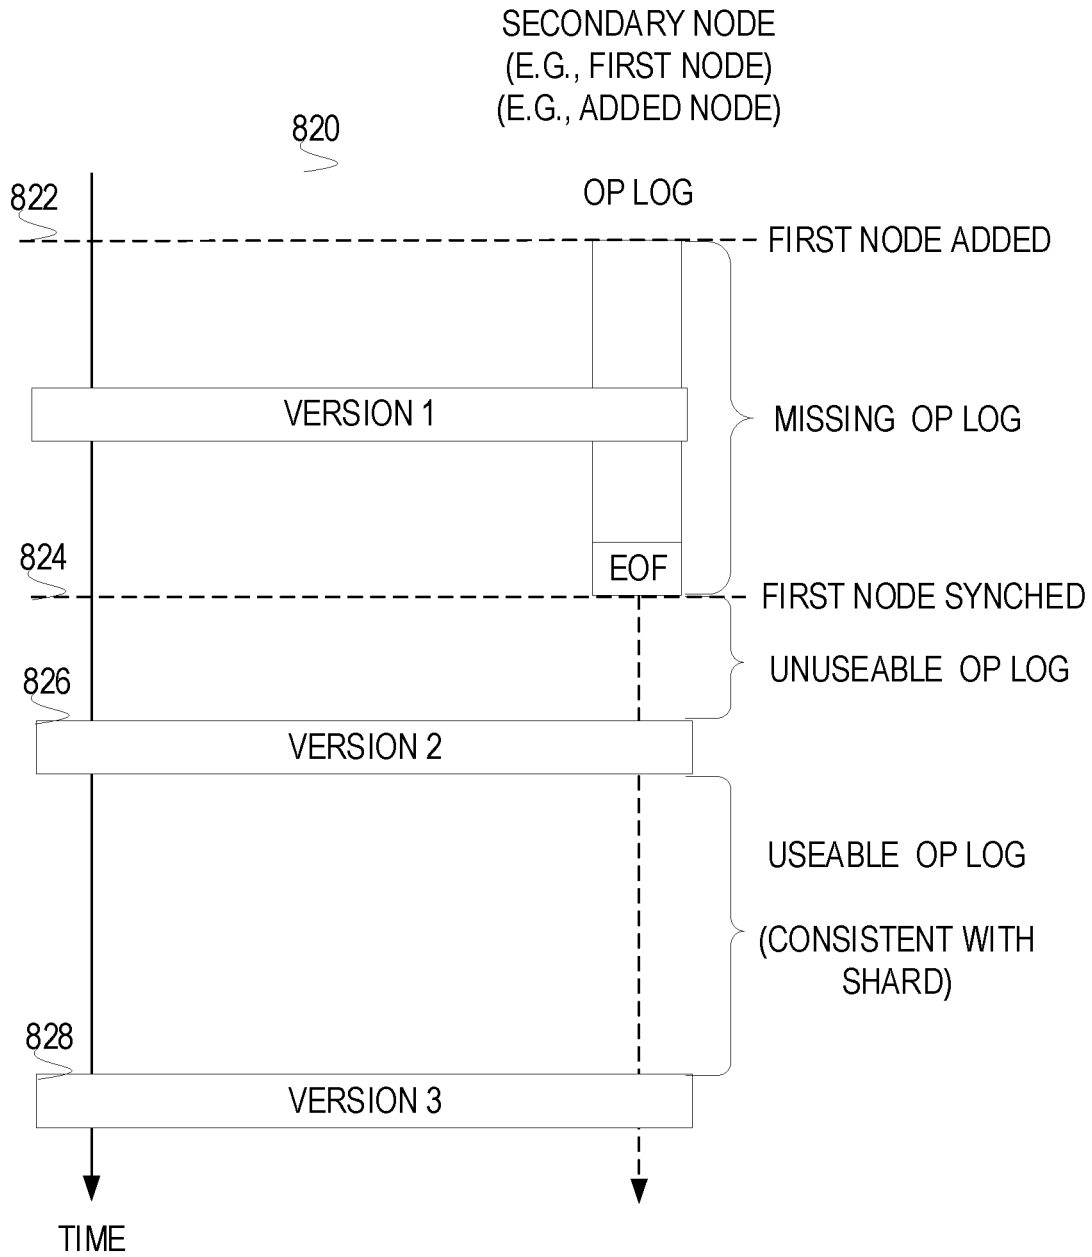 SECONDARY NODE
(E.G., FIRST NODE)
(E.G., ADDED NODE)
820
822
OP LOG
FIRST NODE ADDED
VERSION 1
MISSING OP LOG
824
EOF
FIRST NODE SYNCHED
UNUSEABLE OP LOG
826
VERSION 2
USEABLE OP LOG
(CONSISTENT WITH
SHARD)
828
VERSION 3
TIME